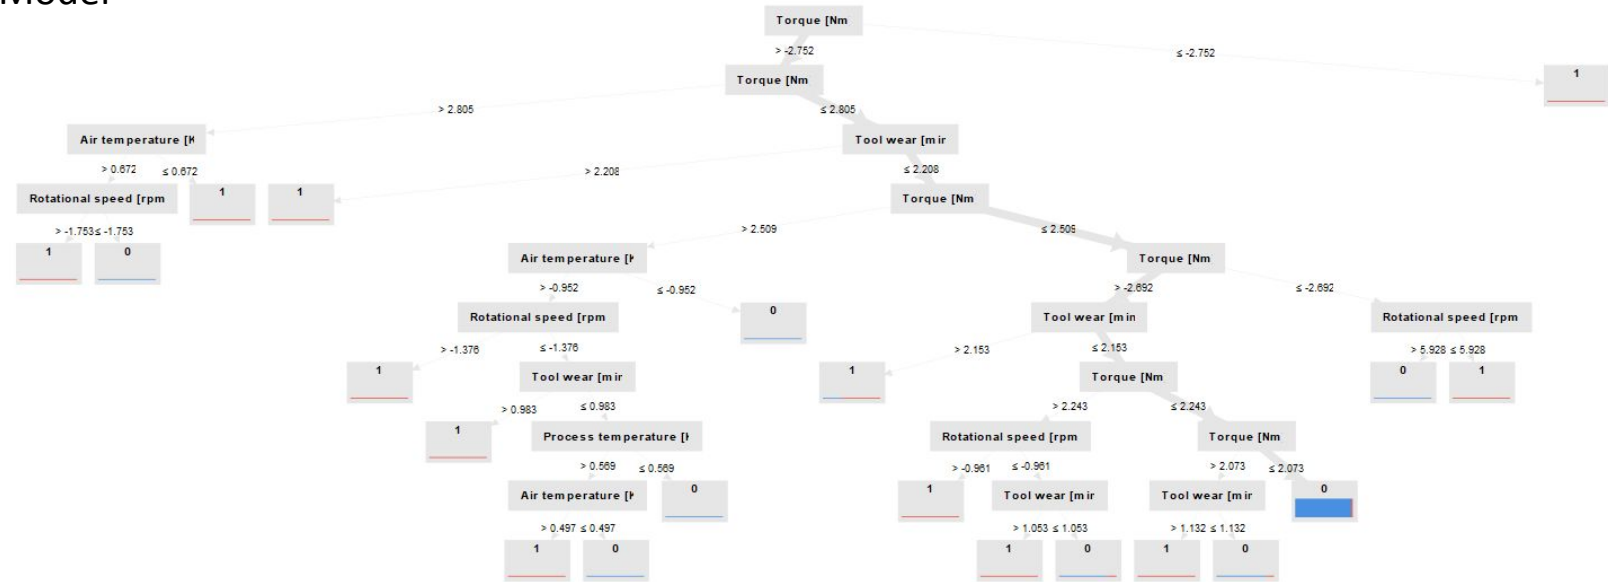 Model
Torque [Nm
> -2.752
≤ -2.752
Torque [Nm
1
> 2.805
≤ 2.805
Air temperature [K
Tool wear [mir
> 0.672
≤ 0.672
> 2.208
≤ 2.208
Rotational speed [rpm
1
1
Torque [Nm
> -1.753
≤ -1.753
> 2.509
≤ 2.509
1
0
Air temperature [K
Torque [Nm
> -0.952
≤ -0.952
> -2.692
≤ -2.692
Rotational speed [rpm
0
Tool wear [min
Rotational speed [rpm
> -1.376
≤ -1.376
> 2.153
≤ 2.153
> 5.928
≤ 5.928
1
Tool wear [mir
1
Torque [Nm
0
1
> 0.983
≤ 0.983
> 2.243
≤ 2.243
1
Process temperature [K
Rotational speed [rpm
Torque [Nm
> 0.569
≤ 0.569
> -0.961
≤ -0.961
> 2.073
≤ 2.073
Air temperature [K
0
1
Tool wear [mir
Tool wear [mir
0
> 0.497
≤ 0.497
> 1.053
≤ 1.053
> 1.132
≤ 1.132
1
0
1
0
1
0